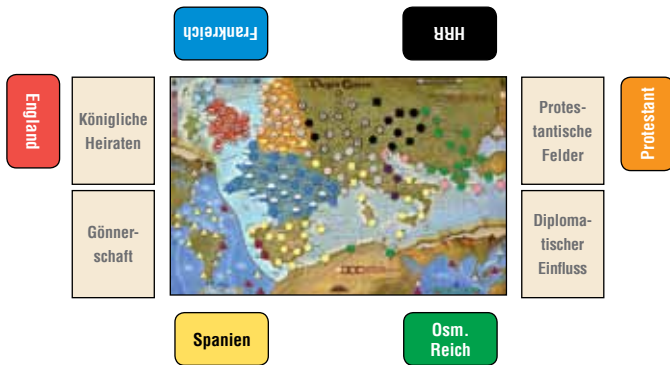 Frankreich
HRR
England
Königliche
Heiraten
Protes-
tantische
Felder
Protestant
Gönner-
schaft
Diploma-
tischer
Einfluss
Spanien
Osm.
Reich